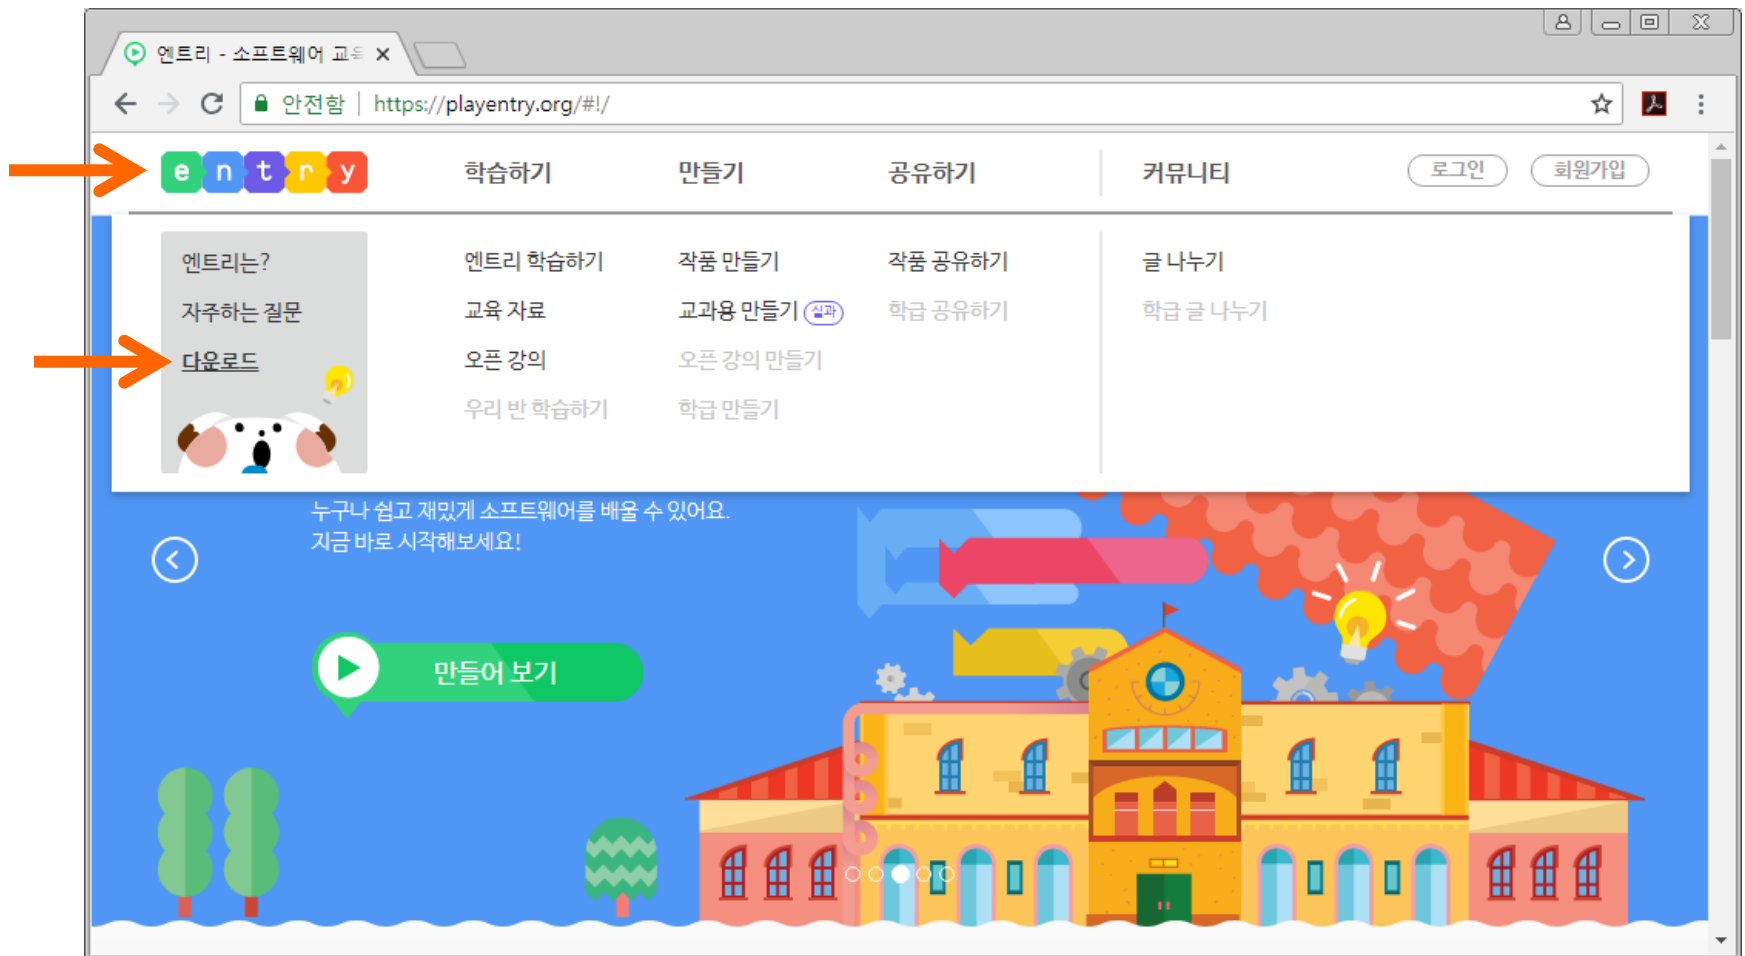 엔트리 - 소프트웨어 교육
안전함 https://playentry.org/#!/
entry 학습하기 만들기 공유하기 커뮤니티 로그인 회원가입
엔트리는? 엔트리 학습하기 작품 만들기 작품 공유하기 글 나누기
자주하는 질문 교육 자료 교과용 만들기 실과 학급 공유하기 학급 글 나누기
다운로드 오픈 강의 오픈 강의 만들기
우리 반 학습하기 학급 만들기
누구나 쉽고 재밌게 소프트웨어를 배울 수 있어요.
지금 바로 시작해보세요!
만들어 보기